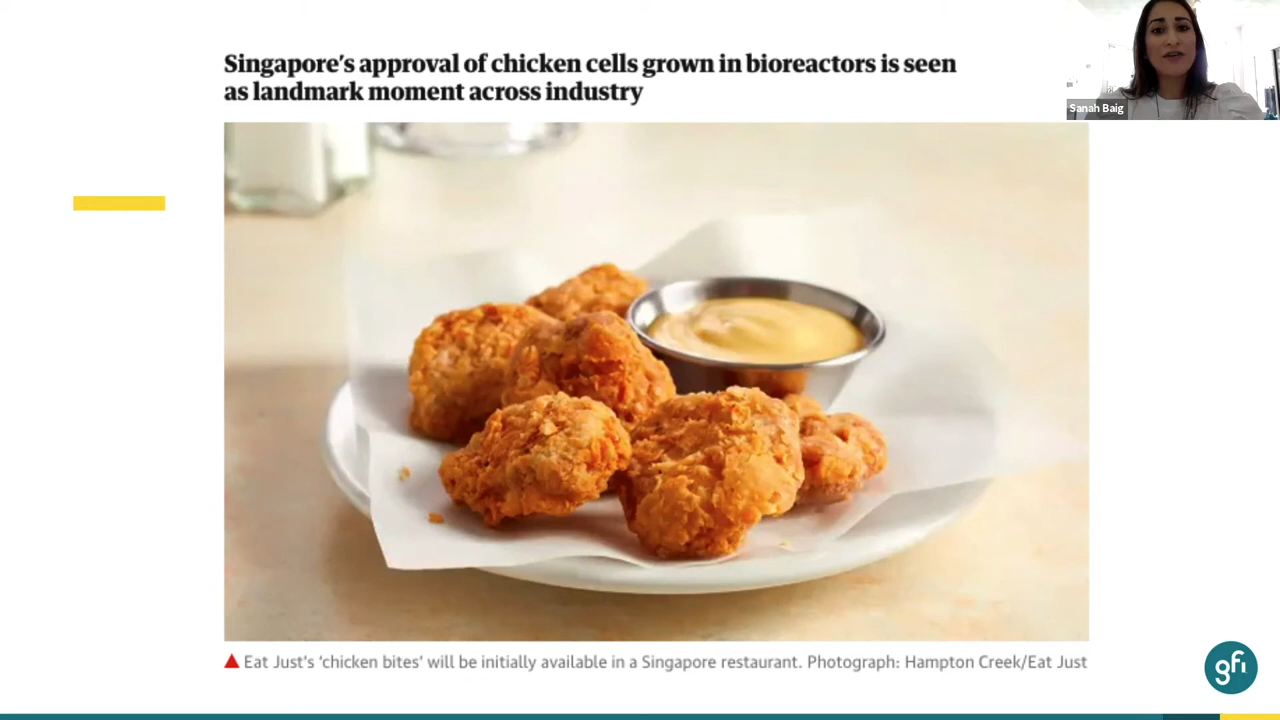 Singapore's approval of chicken cells grown in bioreactors is seen
as landmark moment across industry
Sanah Baig
Eat Just's 'chicken bites' will be initially available in a Singapore restaurant. Photograph: Hampton Creek/Eat Just
gfi